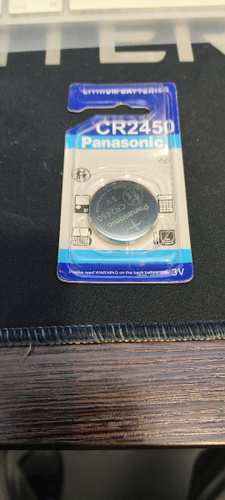 LITHIUM BATTERIES
CR2450
Panasonic
Panasonic
CR2450
3V
+
Please read warning on the back before use
3V